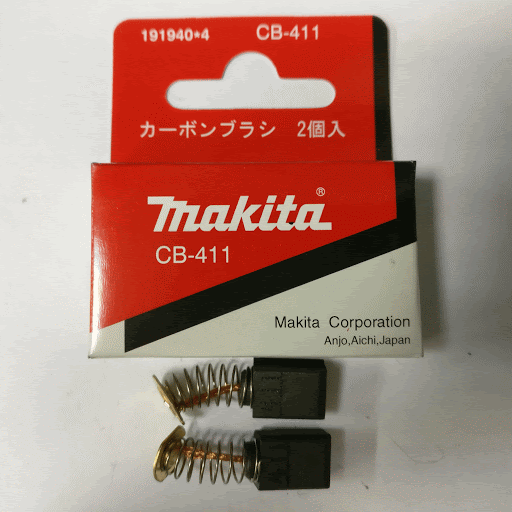 191940*4 CB-411
カーボンブラシ 2個入
makita®
CB-411
Makita Corporation
Anjo,Aichi,Japan